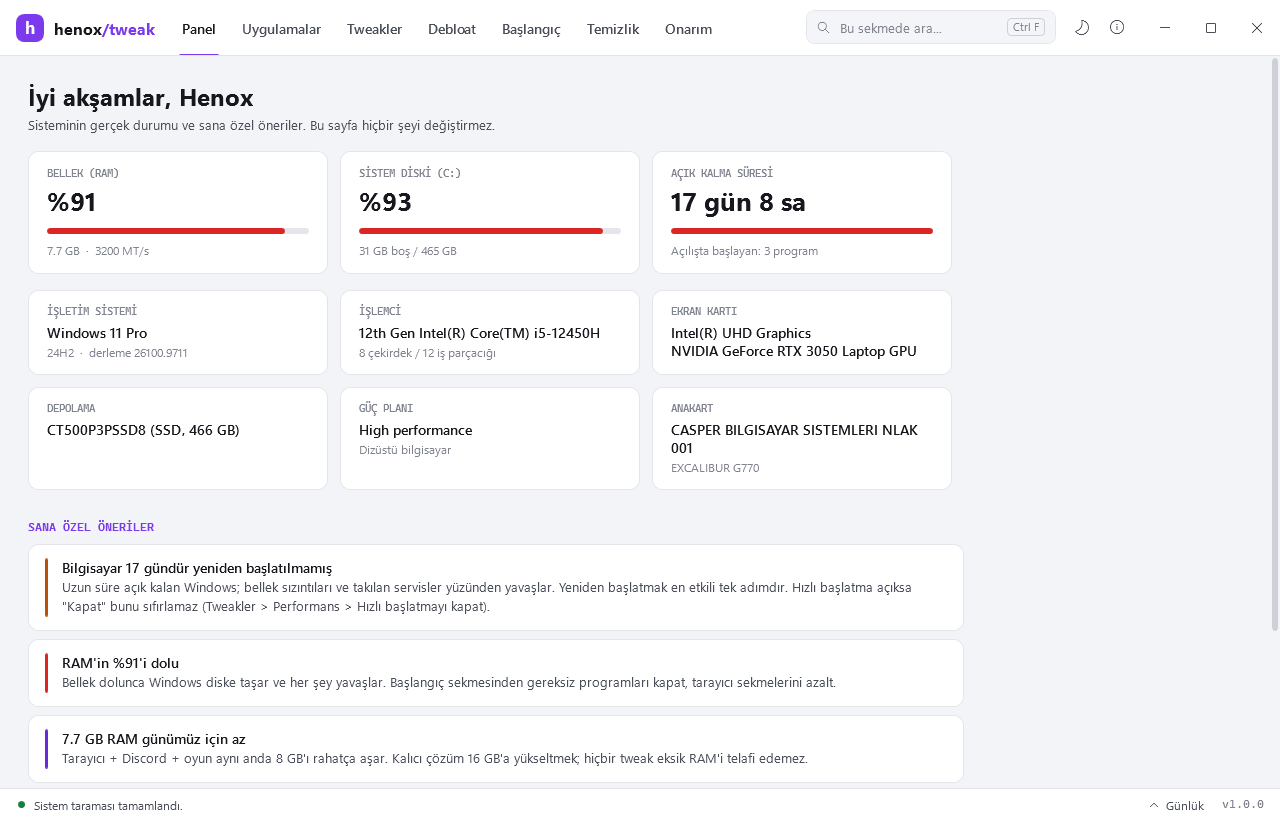 h henox/tweak Panel Uygulamalar Tweakler Debloat Başlangıç Temizlik Onarım Bu sekmede ara... Ctrl F
İyi akşamlar, Henox
Sisteminin gerçek durumu ve sana özel öneriler. Bu sayfa hiçbir şeyi değiştirmez.
BELLEK (RAM)
%91
7.7 GB · 3200 MT/s
SİSTEM DİSKİ (C:)
%93
31 GB boş / 465 GB
AÇIK KALMA SÜRESİ
17 gün 8 sa
Açılışta başlayan: 3 program
İŞLETİM SİSTEMİ
Windows 11 Pro
24H2 · derleme 26100.9711
İŞLEMCİ
12th Gen Intel(R) Core(TM) i5-12450H
8 çekirdek / 12 iş parçacığı
EKRAN KARTI
Intel(R) UHD Graphics
NVIDIA GeForce RTX 3050 Laptop GPU
DEPOLAMA
CT500P3PSSD8 (SSD, 466 GB)
GÜÇ PLANI
High performance
Dizüstü bilgisayar
ANAKART
CASPER BILGISAYAR SISTEMLERI NLAK
001
EXCALIBUR G770
SANA ÖZEL ÖNERİLER
Bilgisayar 17 gündür yeniden başlatılmamış
Uzun süre açık kalan Windows; bellek sızıntıları ve takılan servisler yüzünden yavaşlar. Yeniden başlatmak en etkili tek adımdır. Hızlı başlatma açıksa
"Kapat" bunu sıfırlamaz (Tweakler > Performans > Hızlı başlatmayı kapat).
RAM'in %91'i dolu
Bellek dolunca Windows diske taşar ve her şey yavaşlar. Başlangıç sekmesinden gereksiz programları kapat, tarayıcı sekmelerini azalt.
7.7 GB RAM günümüz için az
Tarayıcı + Discord + oyun aynı anda 8 GB'ı rahatça aşar. Kalıcı çözüm 16 GB'a yükseltmek; hiçbir tweak eksik RAM'i telafi edemez.
Sistem taraması tamamlandı. Günlük v1.0.0